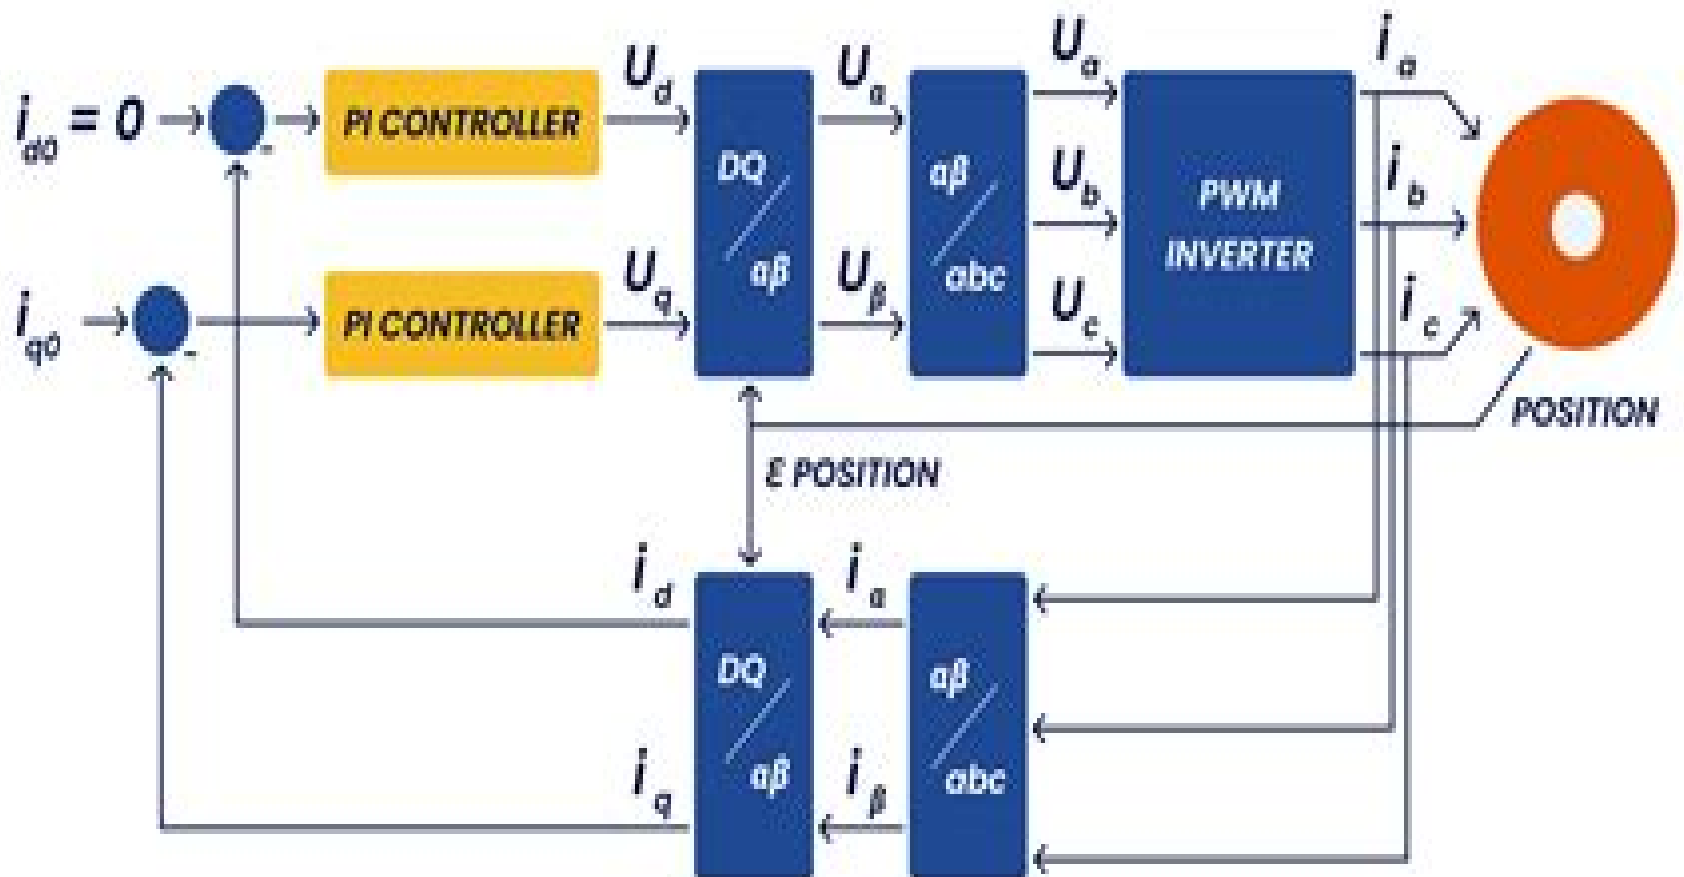 i_d0 = 0
-
PI CONTROLLER
U_d
DQ / αβ
U_α
αβ / abc
U_a
PWM
INVERTER
i_a
i_q0
-
PI CONTROLLER
U_q
U_β
U_b
U_c
i_b
i_c
POSITION
Ɛ POSITION
i_d
DQ / αβ
i_α
αβ / abc
i_q
i_β